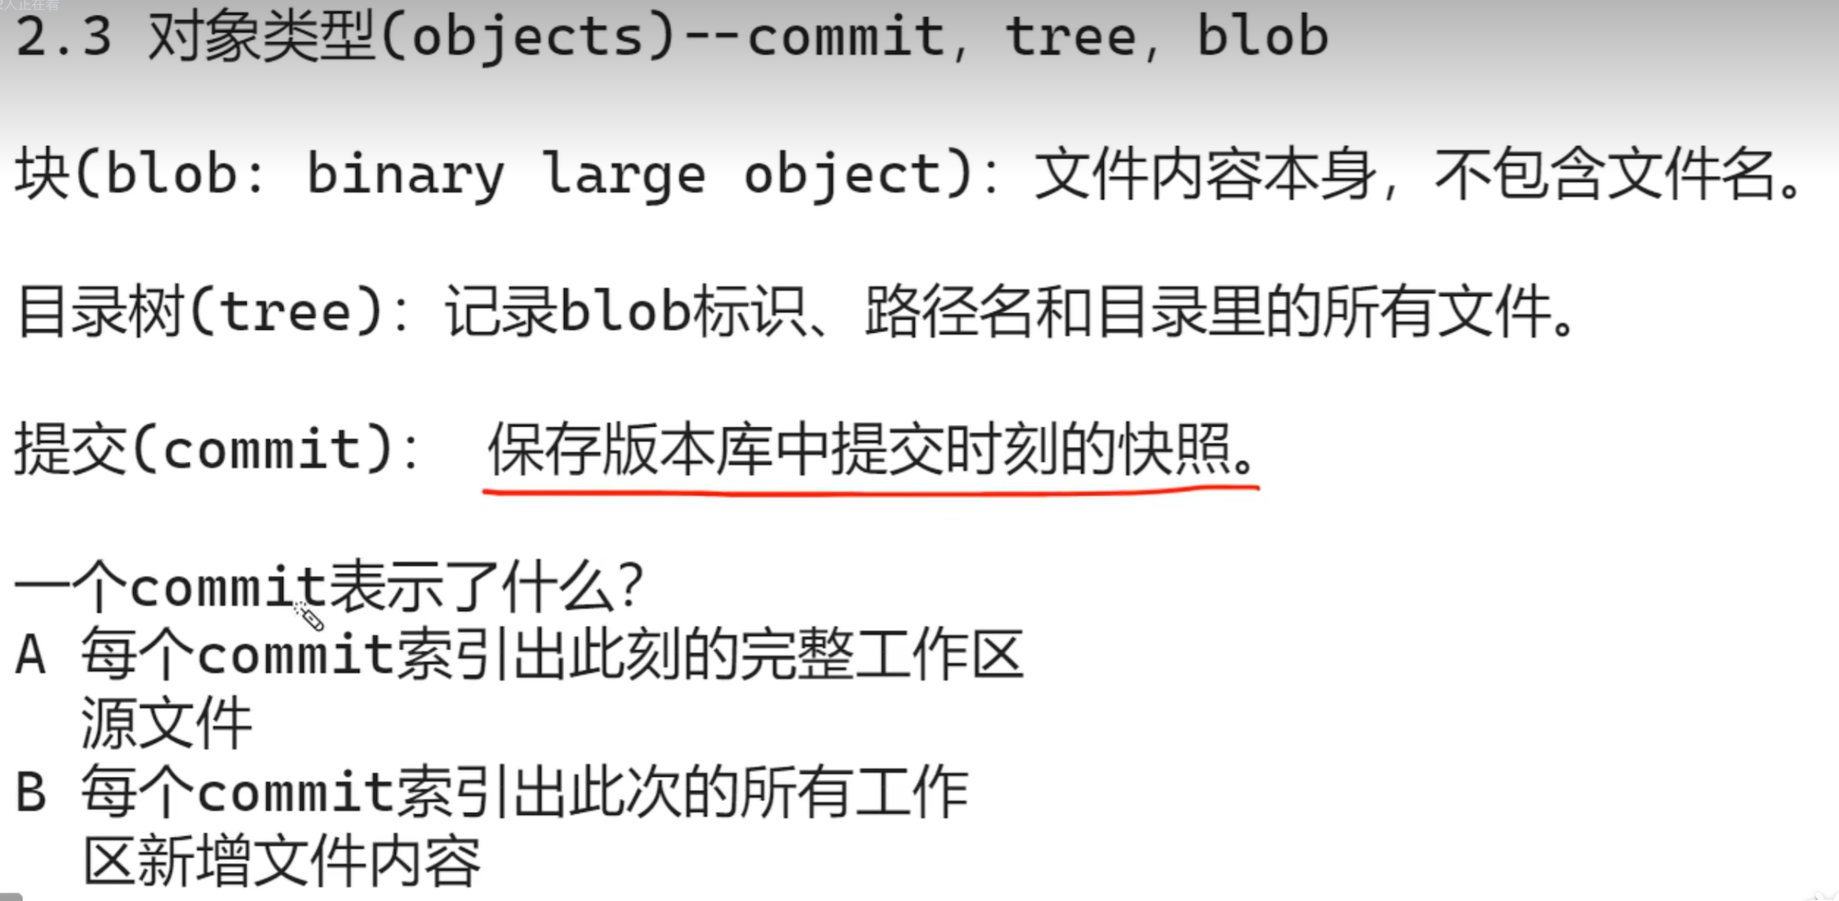 2人正在看
2.3 对象类型(objects)--commit, tree, blob
块(blob: binary large object): 文件内容本身, 不包含文件名。
目录树(tree): 记录blob标识、路径名和目录里的所有文件。
提交(commit): 保存版本库中提交时刻的快照。
一个commit表示了什么?
A 每个commit索引出此刻的完整工作区
源文件
B 每个commit索引出此次的所有工作
区新增文件内容